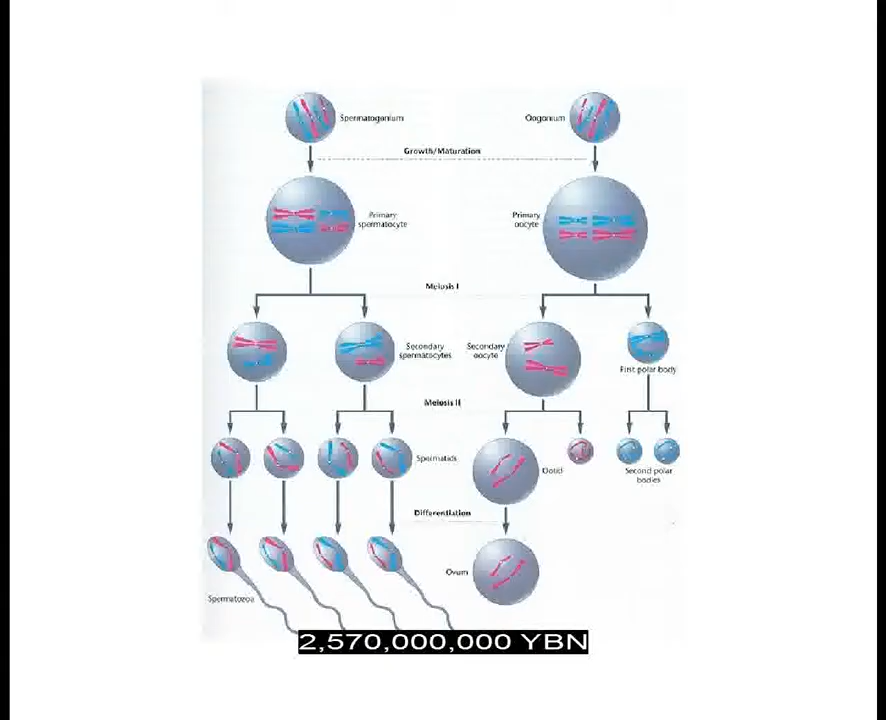 Spermatogonium
Oogonium
Growth/Maturation
Primary
spermatocyte
Primary
oocyte
Meiosis I
Secondary
spermatocytes
Secondary
oocyte
First polar body
Meiosis II
Spermatids
Ootid
Second polar
bodies
Differentiation
Ovum
Spermatozoa
2,570,000,000 YBN